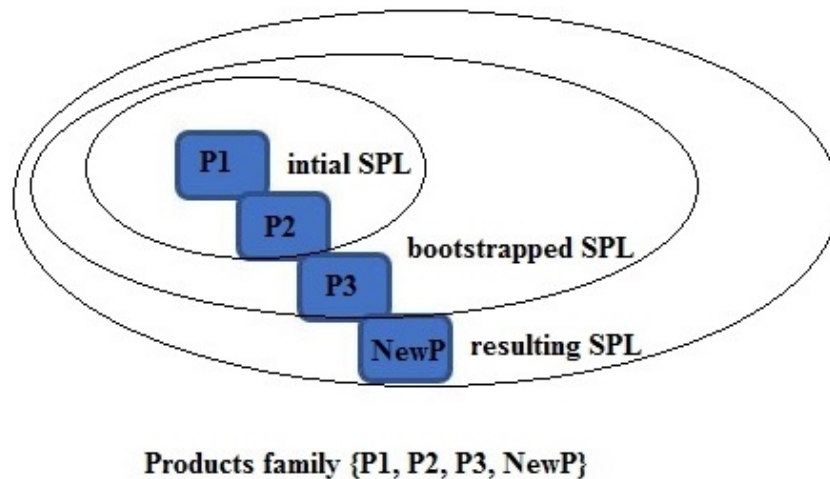 P1
intial SPL
P2
bootstrapped SPL
P3
NewP
resulting SPL
Products family {P1, P2, P3, NewP}